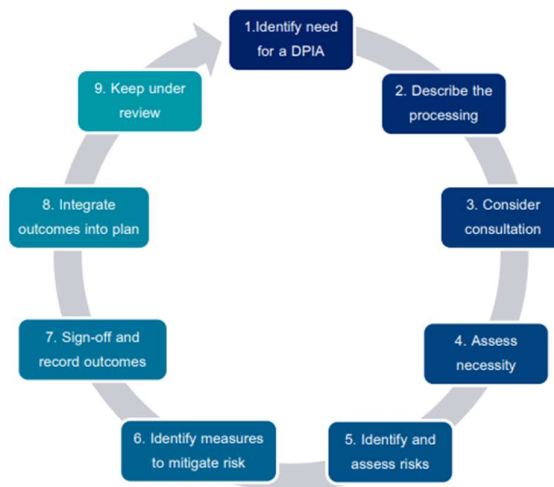 1.Identify need
for a DPIA
2. Describe the
processing
3. Consider
consultation
4. Assess
necessity
5. Identify and
assess risks
6. Identify measures
to mitigate risk
7. Sign-off and
record outcomes
8. Integrate
outcomes into plan
9. Keep under
review